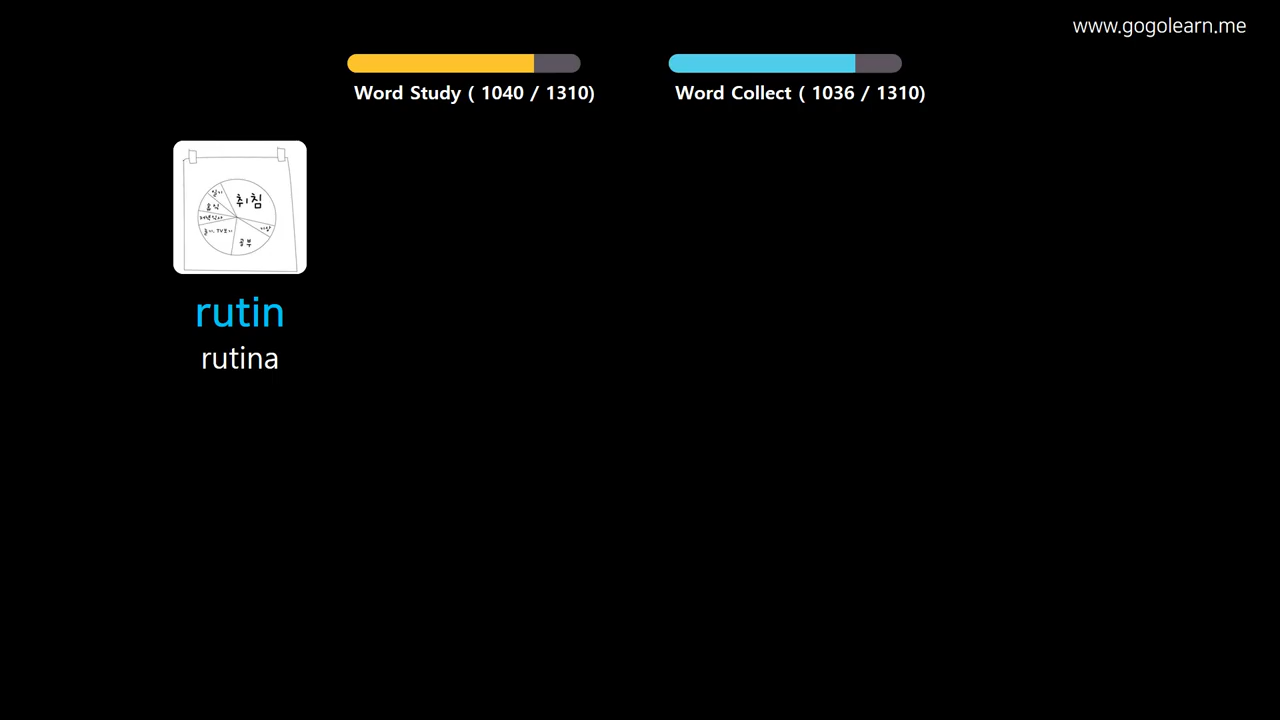 www.gogolearn.me
Word Study ( 1040 / 1310)
Word Collect ( 1036 / 1310)
취침
공부
rutin
rutina